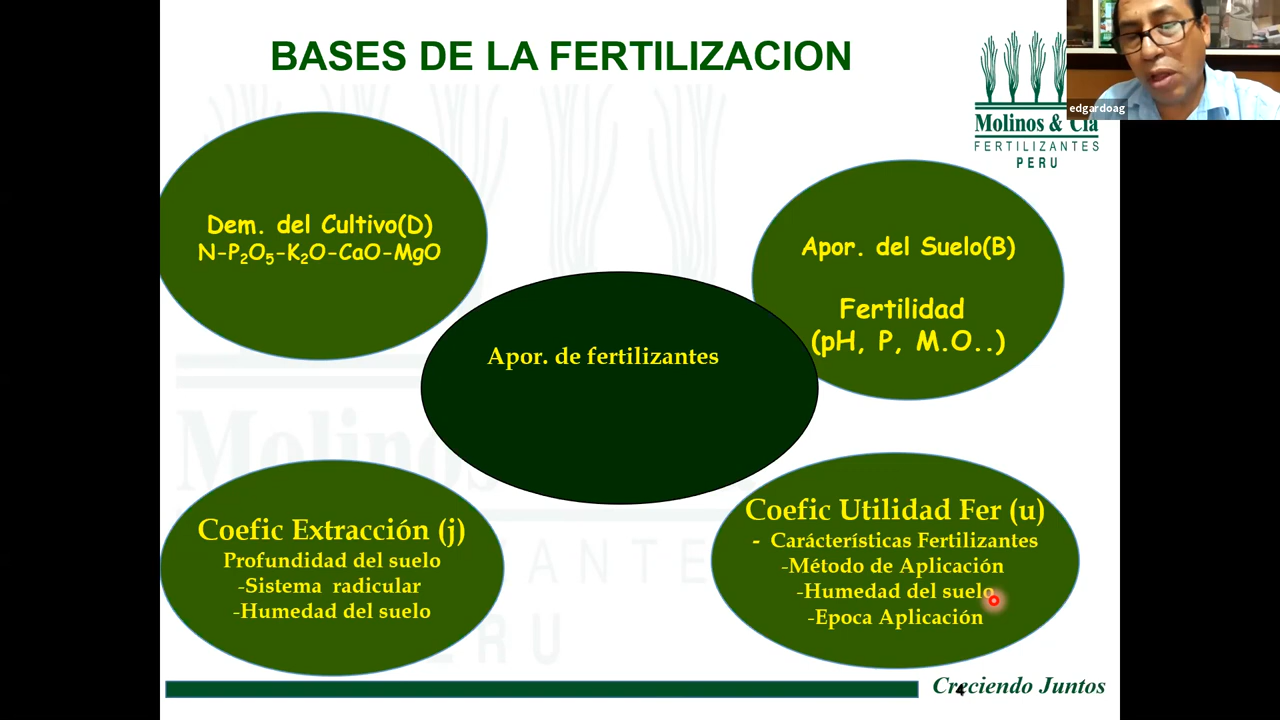 BASES DE LA FERTILIZACION
edgardoag
Molinos & Cía
FERTILIZANTES
PERU
Dem. del Cultivo(D)
N-P₂O₅-K₂O-CaO-MgO
Apor. del Suelo(B)
Fertilidad
(pH, P, M.O..)
Apor. de fertilizantes
Coefic Extracción (j)
Profundidad del suelo
-Sistema radicular
-Humedad del suelo
Coefic Utilidad Fer (u)
- Carácterísticas Fertilizantes
-Método de Aplicación
-Humedad del suelo
-Epoca Aplicación
Creciendo Juntos
4